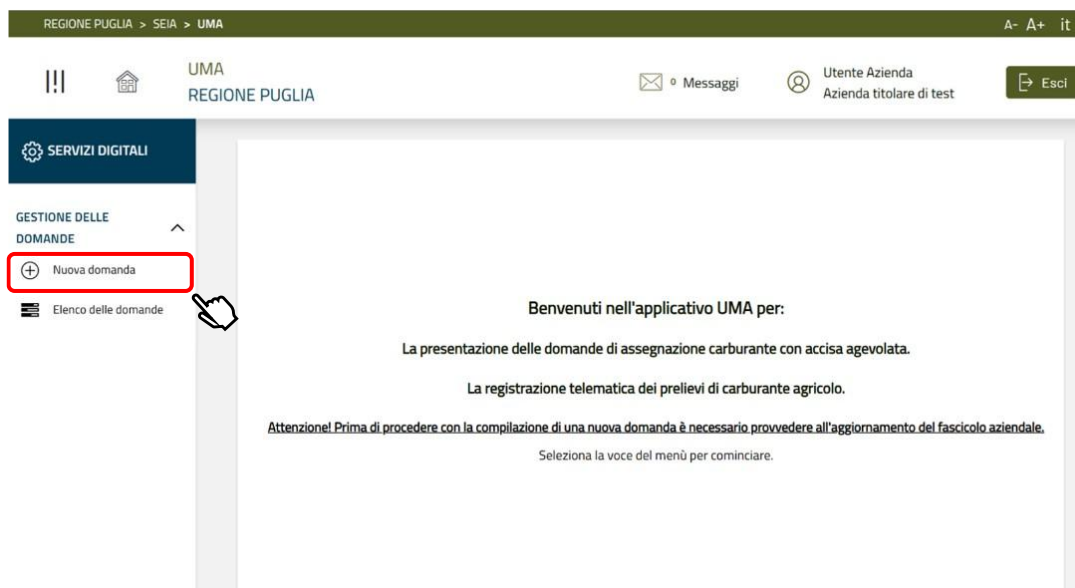 REGIONE PUGLIA > SEIA > UMA
A- A+ it
UMA
REGIONE PUGLIA
0 Messaggi
Utente Azienda
Azienda titolare di test
Esci
SERVIZI DIGITALI
GESTIONE DELLE
DOMANDE
Nuova domanda
Elenco delle domande
Benvenuti nell'applicativo UMA per:
La presentazione delle domande di assegnazione carburante con accisa agevolata.
La registrazione telematica dei prelievi di carburante agricolo.
Attenzione! Prima di procedere con la compilazione di una nuova domanda è necessario provvedere all'aggiornamento del fascicolo aziendale.
Seleziona la voce del menù per cominciare.